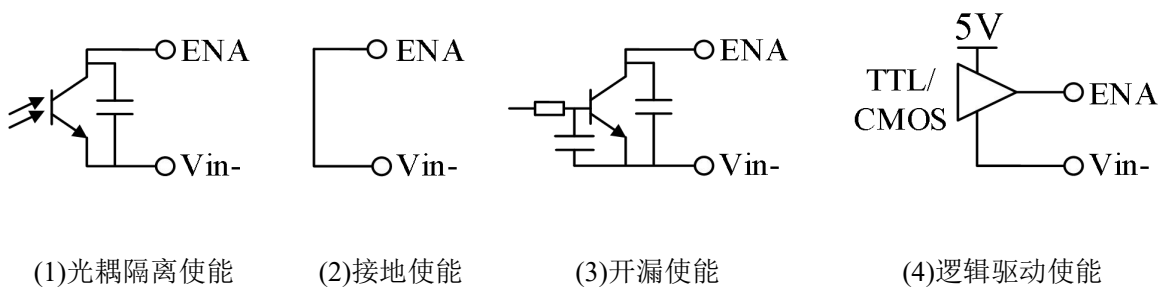 ENA
Vin-
ENA
Vin-
ENA
Vin-
5V
TTL/
CMOS
ENA
Vin-
(1)光耦隔离使能
(2)接地使能
(3)开漏使能
(4)逻辑驱动使能